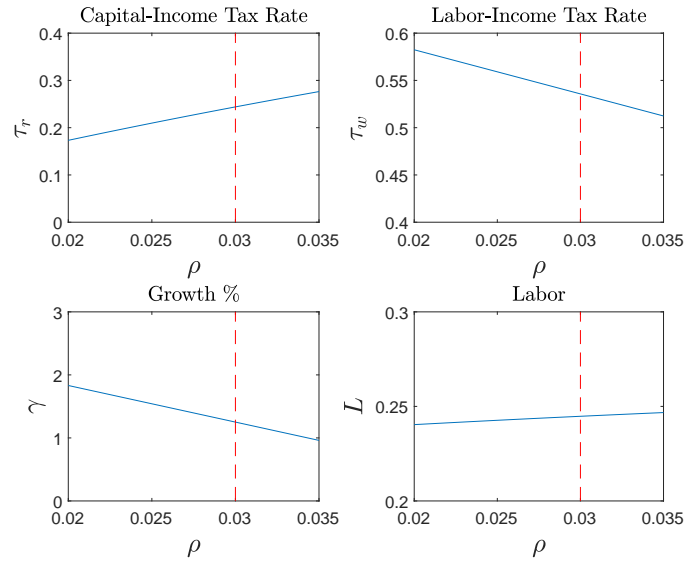 Capital-Income Tax Rate
0.4
0.3
0.2
0.1
0
τr
0.02 0.025 0.03 0.035
ρ
Labor-Income Tax Rate
0.6
0.55
0.5
0.45
0.4
τw
0.02 0.025 0.03 0.035
ρ
Growth %
3
2
1
0
γ
0.02 0.025 0.03 0.035
ρ
Labor
0.3
0.25
0.2
L
0.02 0.025 0.03 0.035
ρ